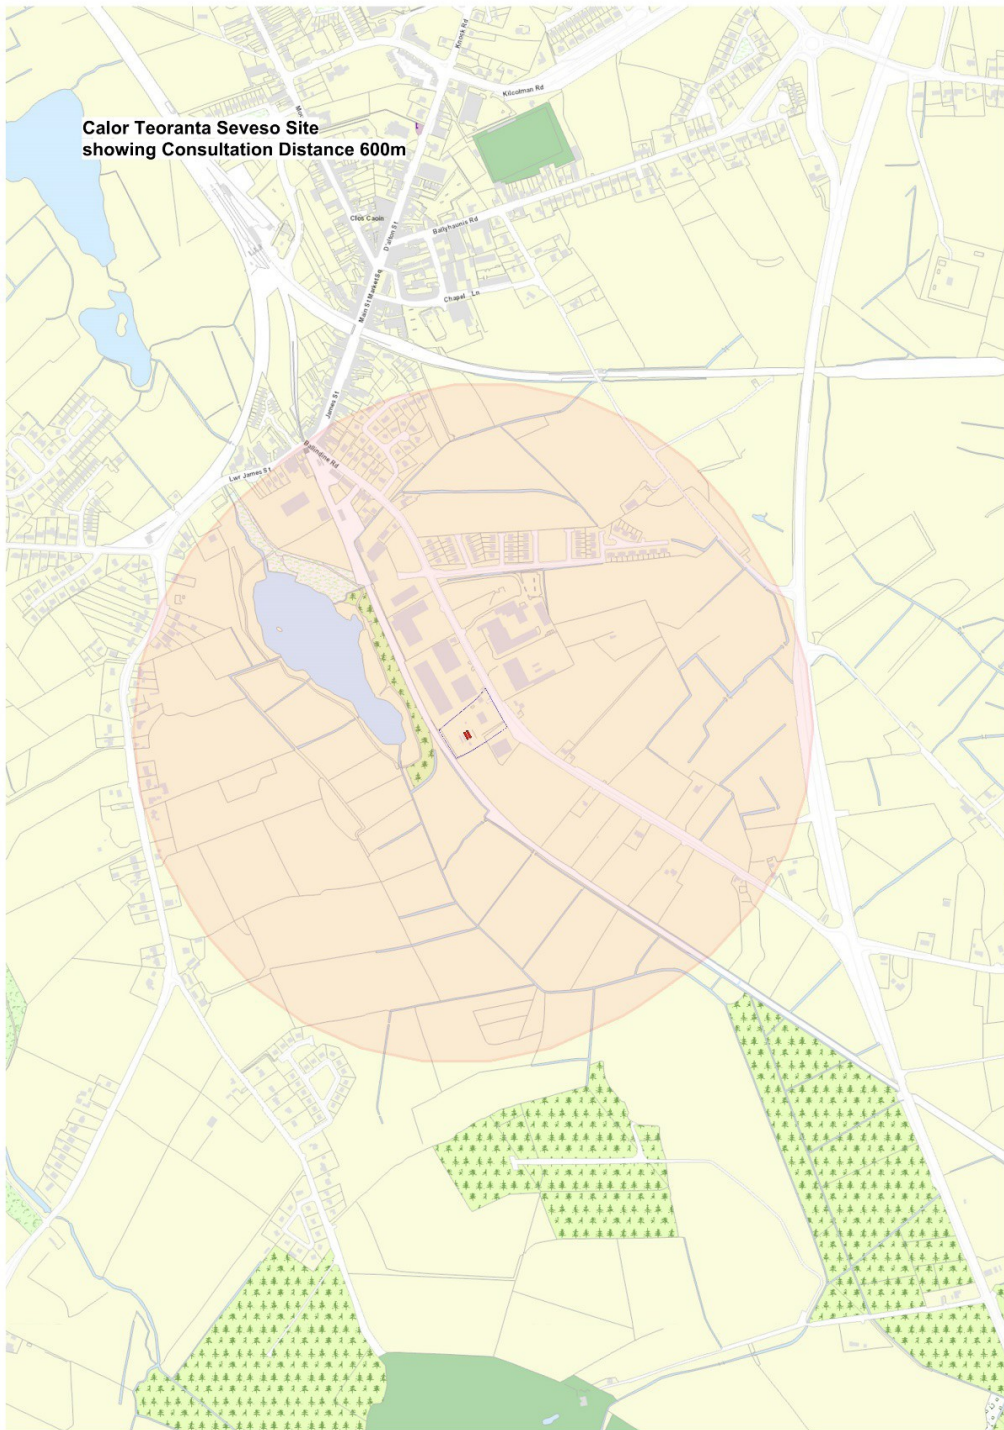 Knock Rd
Kilcolman Rd
Calor Teoranta Seveso Site
showing Consultation Distance 600m
Clos Caoin
D'alton St
Ballyhaunis Rd
Main St Market Sq
Chapel Ln
James St
Ballindine Rd
Lwr James St